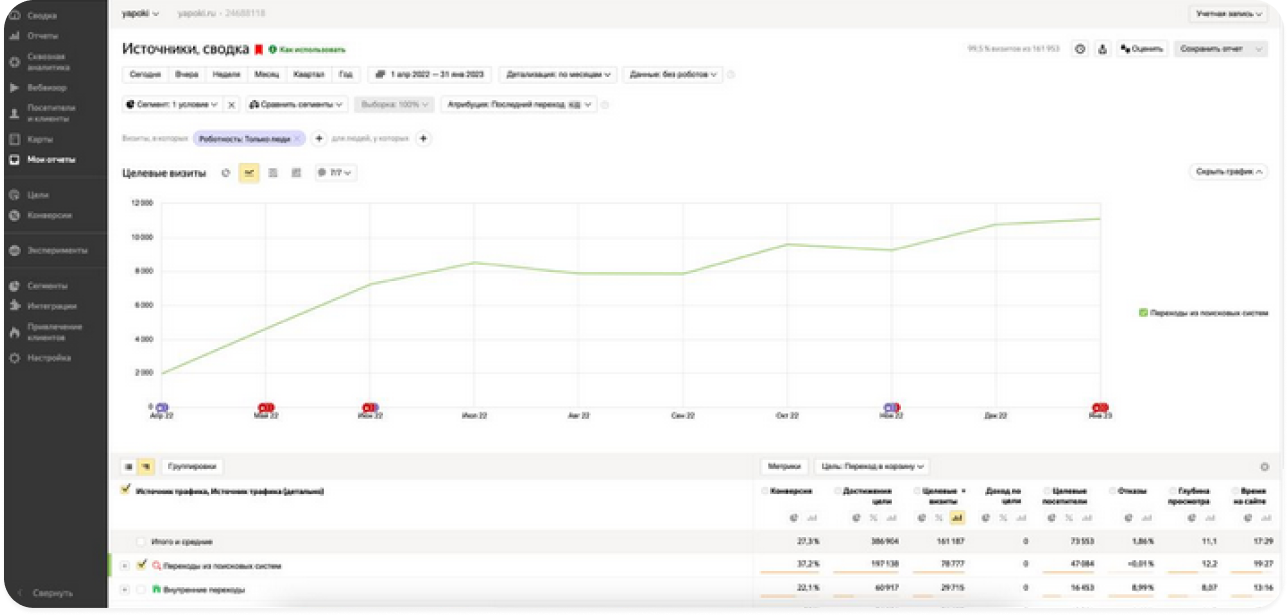 Сводка
Отчеты
Сквозная
аналитика
Вебвизор
Посетители
и клиенты
Карты
Мои отчеты
Цели
Конверсии
Эксперименты
Сегменты
Интеграции
Привлечение
клиентов
Настройка
Свернуть
yapoki yapoki.ru • 24688118
Учетная запись
Источники, сводка Как использовать
99,5 % визитов из 161 953 Оценить Сохранить отчет
Сегодня Вчера Неделя Месяц Квартал Год 1 апр 2022 — 31 янв 2023 Детализация: по месяцам Данные: без роботов
Сегмент: 1 условие × Сравнить сегменты Выборка: 100% Атрибуция: Последний переход,
Визиты, в которых Роботность: Только люди × + для людей, у которых +
Целевые визиты 7/7
Скрыть график
12 000
10 000
8 000
6 000
4 000
2 000
0
Апр 22 Май 22 Июн 22 Июл 22 Авг 22 Сен 22 Окт 22 Ноя 22 Дек 22 Янв 23
Переходы из поисковых систем
Группировки Метрики Цель: Переход в корзину
Источник трафика, Источник трафика (детально)
Конверсия Достижения Целевые Доход по Целевые Отказы Глубина Время
цели визиты цели посетители просмотра на сайте
Итого и средние 27,3% 386 904 161 187 0 73 553 1,86 % 11,1 17:29
Переходы из поисковых систем 37,2% 197 138 78 777 0 47 084 <0,01 % 12,2 19:27
Внутренние переходы 22,1% 60 917 29 715 0 16 453 8,99% 8,07 13:16